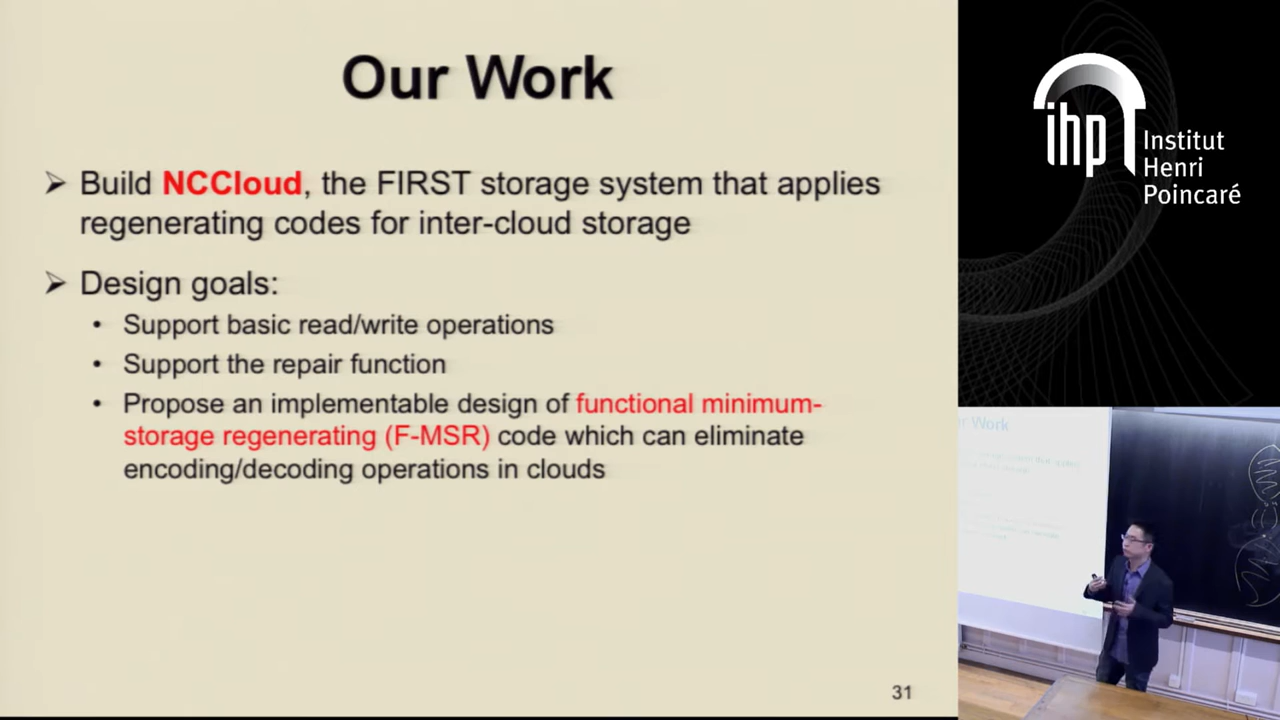 Our Work
➢ Build NCCloud, the FIRST storage system that applies
regenerating codes for inter-cloud storage
➢ Design goals:
• Support basic read/write operations
• Support the repair function
• Propose an implementable design of functional minimum-
storage regenerating (F-MSR) code which can eliminate
encoding/decoding operations in clouds
31
ihp
Institut
Henri
Poincaré
Work